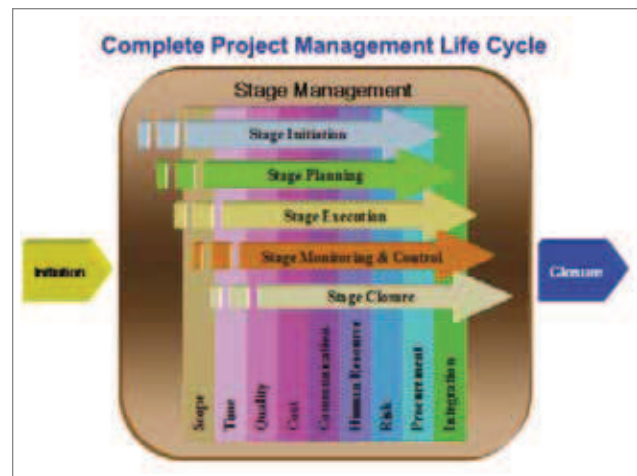 Complete Project Management Life Cycle
Stage Management
Stage Initiation
Stage Planning
Stage Execution
Stage Monitoring & Control
Stage Closure
Initiation
Closure
Scope
Time
Quality
Cost
Communication
Human Resource
Risk
Procurement
Integration